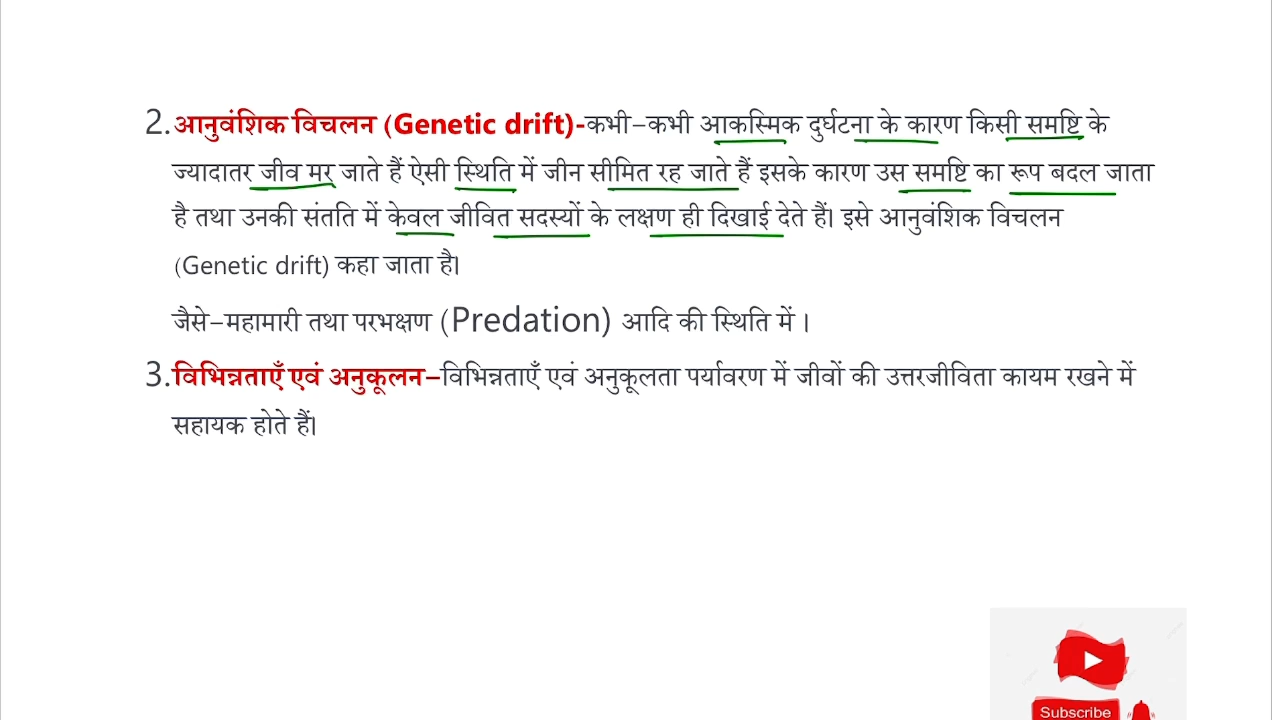 2. आनुवंशिक विचलन (Genetic drift)-कभी-कभी आकस्मिक दुर्घटना के कारण किसी समष्टि के
ज्यादातर जीव मर जाते हैं ऐसी स्थिति में जीन सीमित रह जाते हैं इसके कारण उस समष्टि का रूप बदल जाता
है तथा उनकी संतति में केवल जीवित सदस्यों के लक्षण ही दिखाई देते हैं। इसे आनुवंशिक विचलन
(Genetic drift) कहा जाता है।
जैसे-महामारी तथा परभक्षण (Predation) आदि की स्थिति में ।
3. विभिन्नताएँ एवं अनुकूलन-विभिन्नताएँ एवं अनुकूलता पर्यावरण में जीवों की उत्तरजीविता कायम रखने में
सहायक होते हैं।
Subscribe